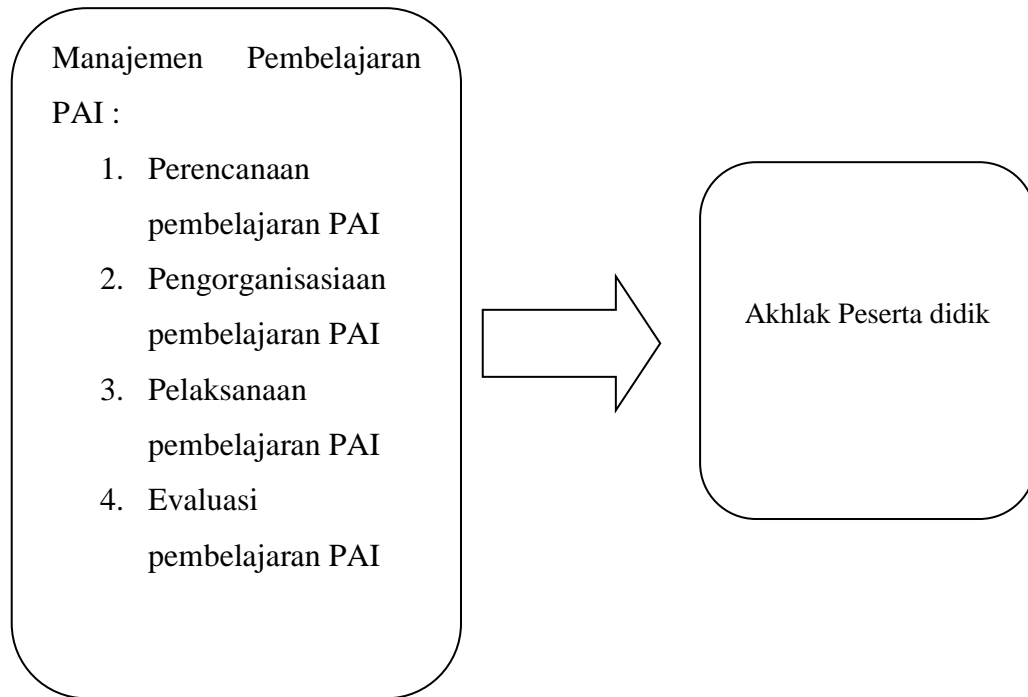 Manajemen Pembelajaran
PAI :
1. Perencanaan
pembelajaran PAI
2. Pengorganisasiaan
pembelajaran PAI
3. Pelaksanaan
pembelajaran PAI
4. Evaluasi
pembelajaran PAI
Akhlak Peserta didik